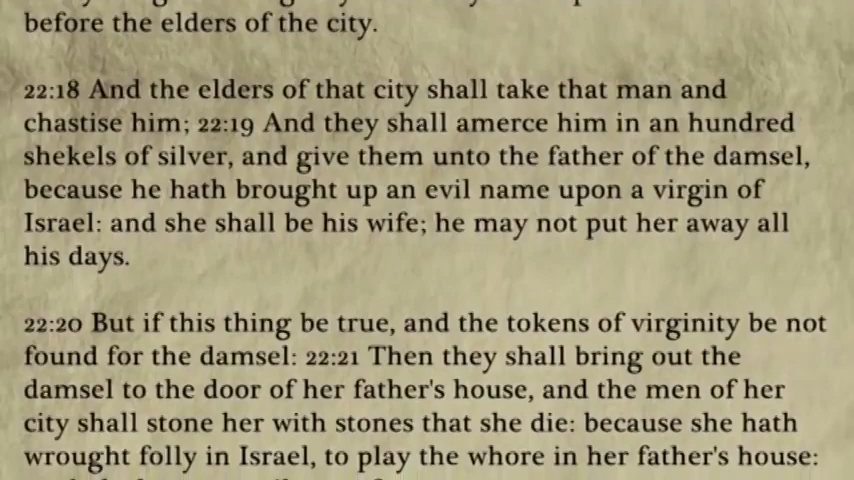 before the elders of the city.
22:18 And the elders of that city shall take that man and
chastise him; 22:19 And they shall amerce him in an hundred
shekels of silver, and give them unto the father of the damsel,
because he hath brought up an evil name upon a virgin of
Israel: and she shall be his wife; he may not put her away all
his days.
22:20 But if this thing be true, and the tokens of virginity be not
found for the damsel: 22:21 Then they shall bring out the
damsel to the door of her father's house, and the men of her
city shall stone her with stones that she die: because she hath
wrought folly in Israel, to play the whore in her father's house: